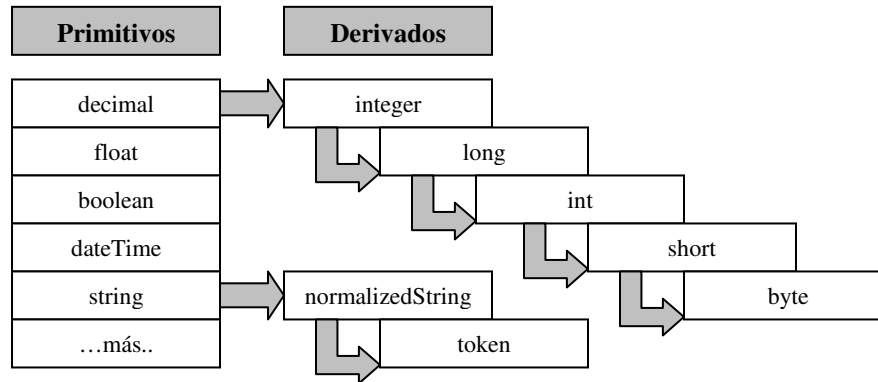 Primitivos Derivados
decimal integer
float long
boolean int
dateTime short
string normalizedString byte
…más.. token